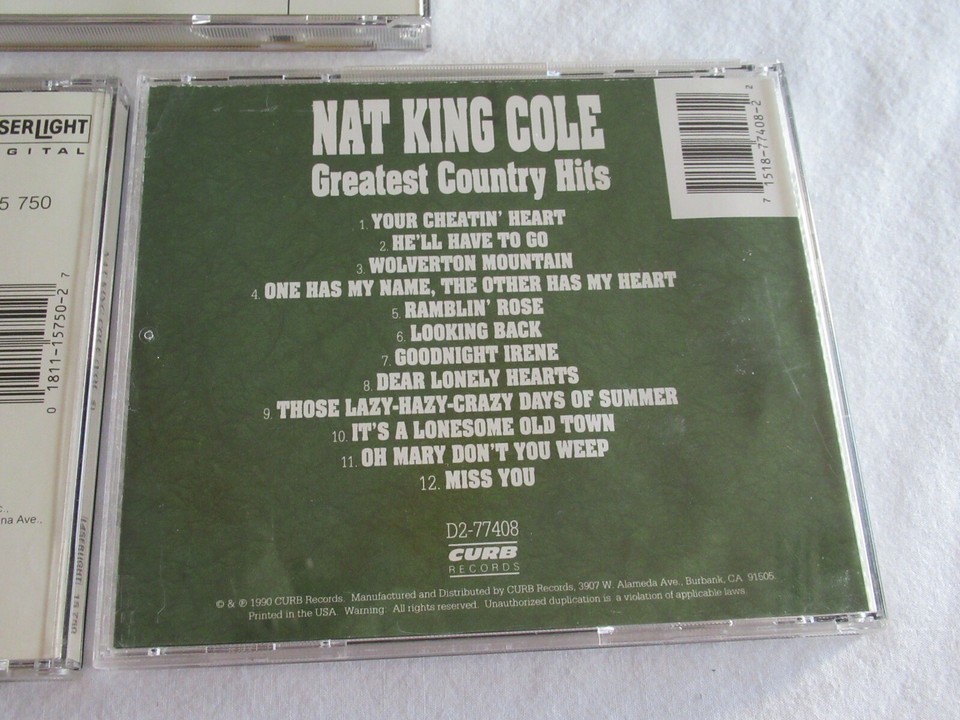 SERLIGHT
GITAL
5 750
0 1811-15750-2 7
na Ave..
NAT KING COLE
Greatest Country Hits
1. YOUR CHEATIN' HEART
2. HE'LL HAVE TO GO
3. WOLVERTON MOUNTAIN
4. ONE HAS MY NAME, THE OTHER HAS MY HEART
5. RAMBLIN' ROSE
6. LOOKING BACK
7. GOODNIGHT IRENE
8. DEAR LONELY HEARTS
9. THOSE LAZY-HAZY-CRAZY DAYS OF SUMMER
10. IT'S A LONESOME OLD TOWN
11. OH MARY DON'T YOU WEEP
12. MISS YOU
7 1518-77408-2 2
D2-77408
CURB
RECORDS
© & ℗ 1990 CURB Records. Manufactured and Distributed by CURB Records, 3907 W. Alameda Ave., Burbank, CA 91505.
Printed in the USA Warning: All rights reserved. Unauthorized duplication is a violation of applicable laws.